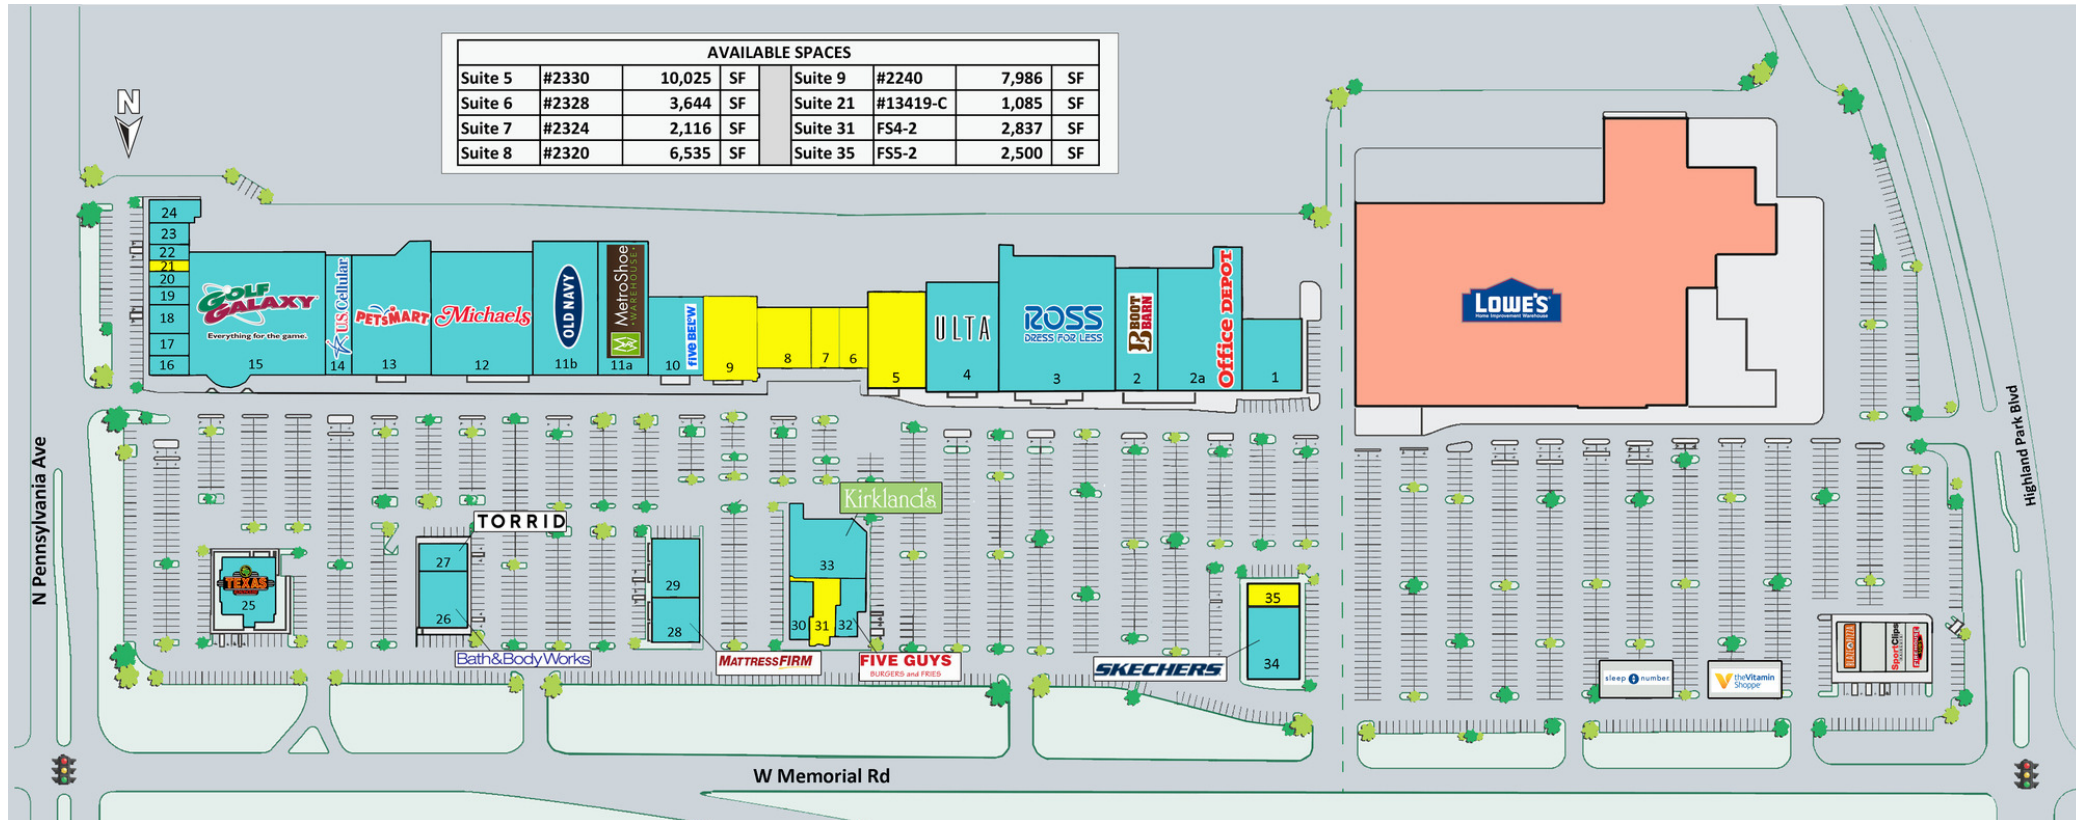 AVAILABLE SPACES
Suite 5 #2330 10,025 SF Suite 9 #2240 7,986 SF
Suite 6 #2328 3,644 SF Suite 21 #13419-C 1,085 SF
Suite 7 #2324 2,116 SF Suite 31 FS4-2 2,837 SF
Suite 8 #2320 6,535 SF Suite 35 FS5-2 2,500 SF
N
24
23
22
21
20
19
18
17
16
GOLF
GALAXY
Everything for the game.
15
U.S. Cellular
14
PETSMART
13
Michaels
12
OLD NAVY
11b
MetroShoe
WAREHOUSE
11a
five BEL°W
10
9
8
7
6
5
ULTA
4
ROSS
DRESS FOR LESS
3
BOOT
BARN
2
2a
Office DEPOT
1
LOWE'S
Home Improvement Warehouse
N Pennsylvania Ave
Highland Park Blvd
TEXAS
25
TORRID
27
26
Bath&BodyWorks
29
28
MATTRESSFIRM
Kirkland's
33
30
31
32
FIVE GUYS
BURGERS and FRIES
35
34
SKECHERS
sleep number
theVitamin
Shoppe
SportClips
W Memorial Rd